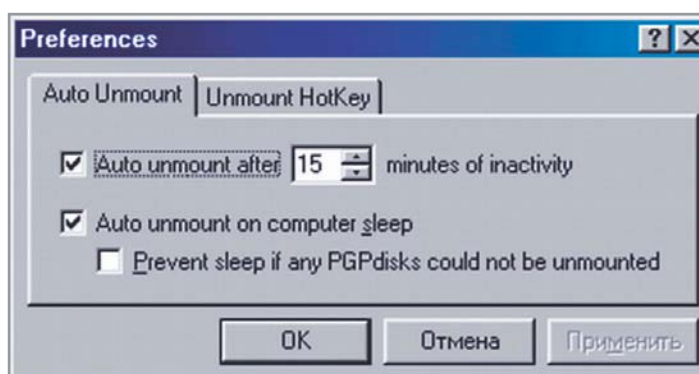 Preferences
Auto Unmount Unmount HotKey
Auto unmount after 15 minutes of inactivity
Auto unmount on computer sleep
Prevent sleep if any PGPdisks could not be unmounted
OK Отмена Применить